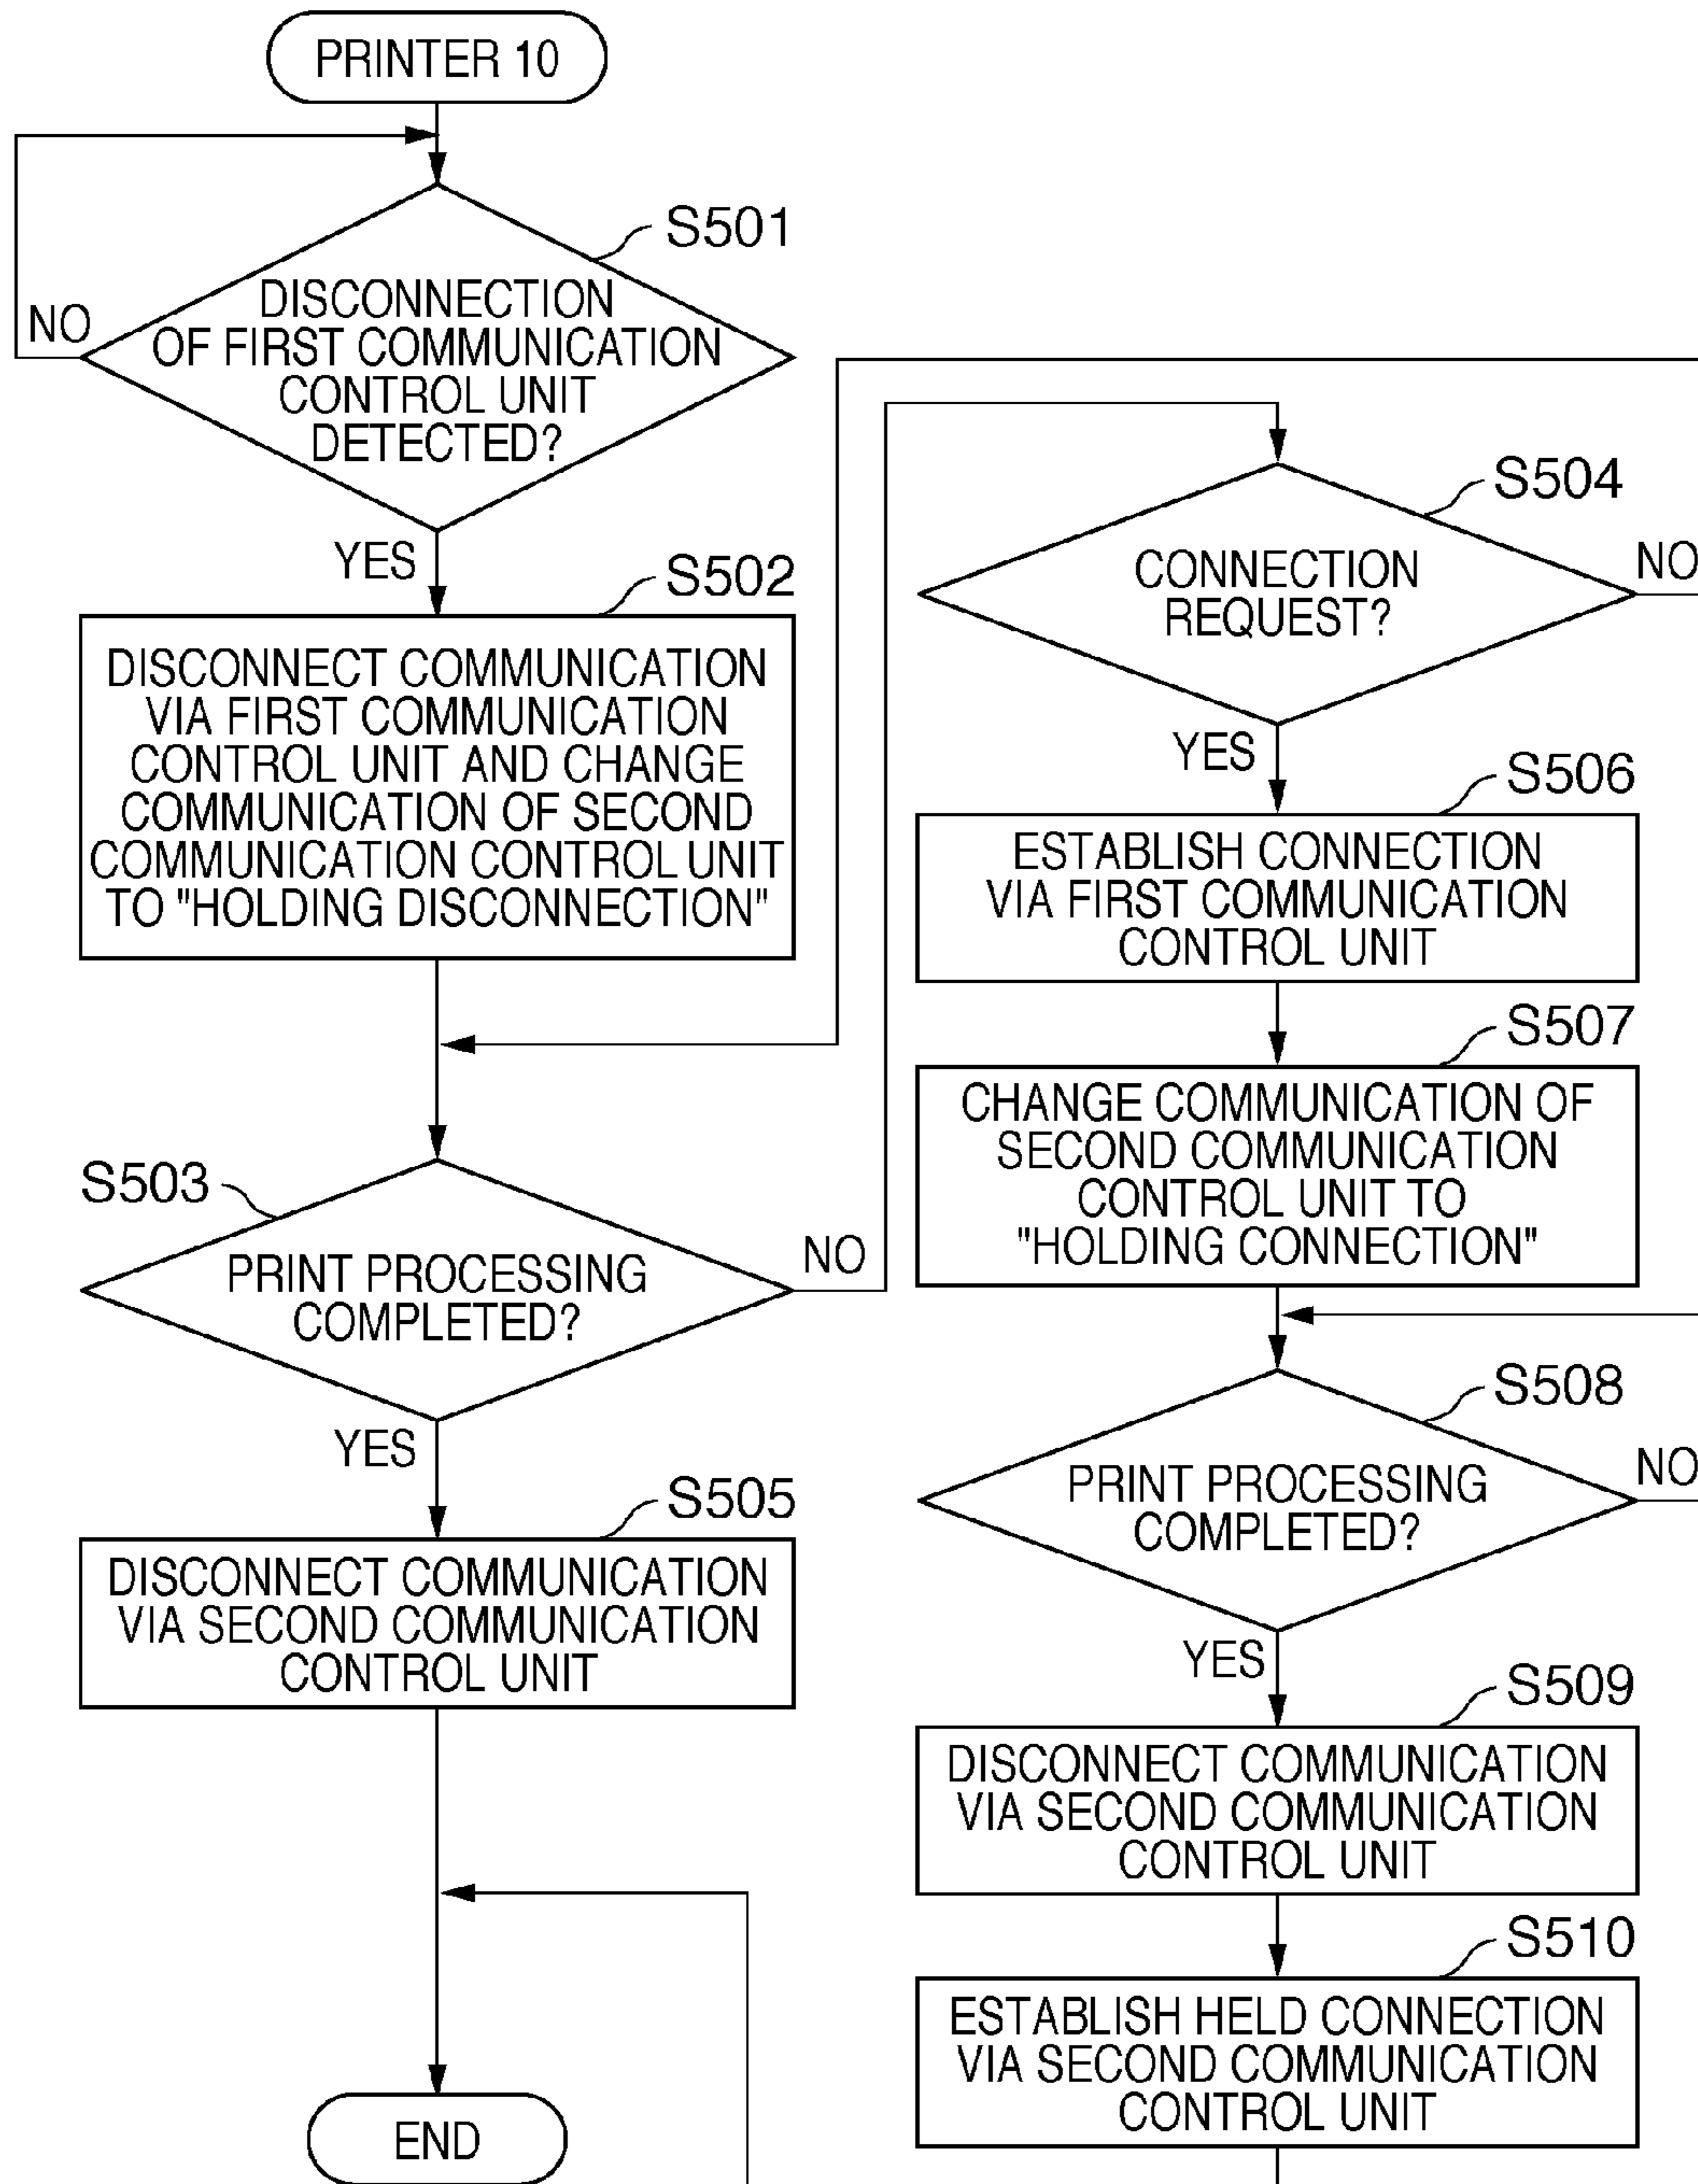 PRINTER 10
S501
DISCONNECTION
OF FIRST COMMUNICATION
CONTROL UNIT
DETECTED?
NO
YES
S502
DISCONNECT COMMUNICATION
VIA FIRST COMMUNICATION
CONTROL UNIT AND CHANGE
COMMUNICATION OF SECOND
COMMUNICATION CONTROL UNIT
TO "HOLDING DISCONNECTION"
S503
PRINT PROCESSING
COMPLETED?
NO
YES
S505
DISCONNECT COMMUNICATION
VIA SECOND COMMUNICATION
CONTROL UNIT
END
S504
CONNECTION
REQUEST?
NO
YES
S506
ESTABLISH CONNECTION
VIA FIRST COMMUNICATION
CONTROL UNIT
S507
CHANGE COMMUNICATION OF
SECOND COMMUNICATION
CONTROL UNIT TO
"HOLDING CONNECTION"
S508
PRINT PROCESSING
COMPLETED?
NO
YES
S509
DISCONNECT COMMUNICATION
VIA SECOND COMMUNICATION
CONTROL UNIT
S510
ESTABLISH HELD CONNECTION
VIA SECOND COMMUNICATION
CONTROL UNIT